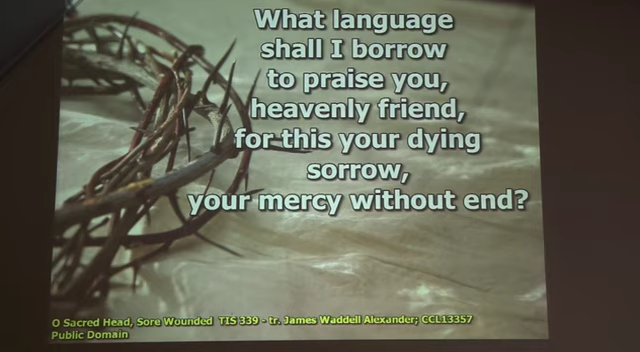 What language
shall I borrow
to praise you,
heavenly friend,
for this your dying
sorrow,
your mercy without end?
O Sacred Head, Sore Wounded TIS 339 - tr. James Waddell Alexander; CCL13357
Public Domain